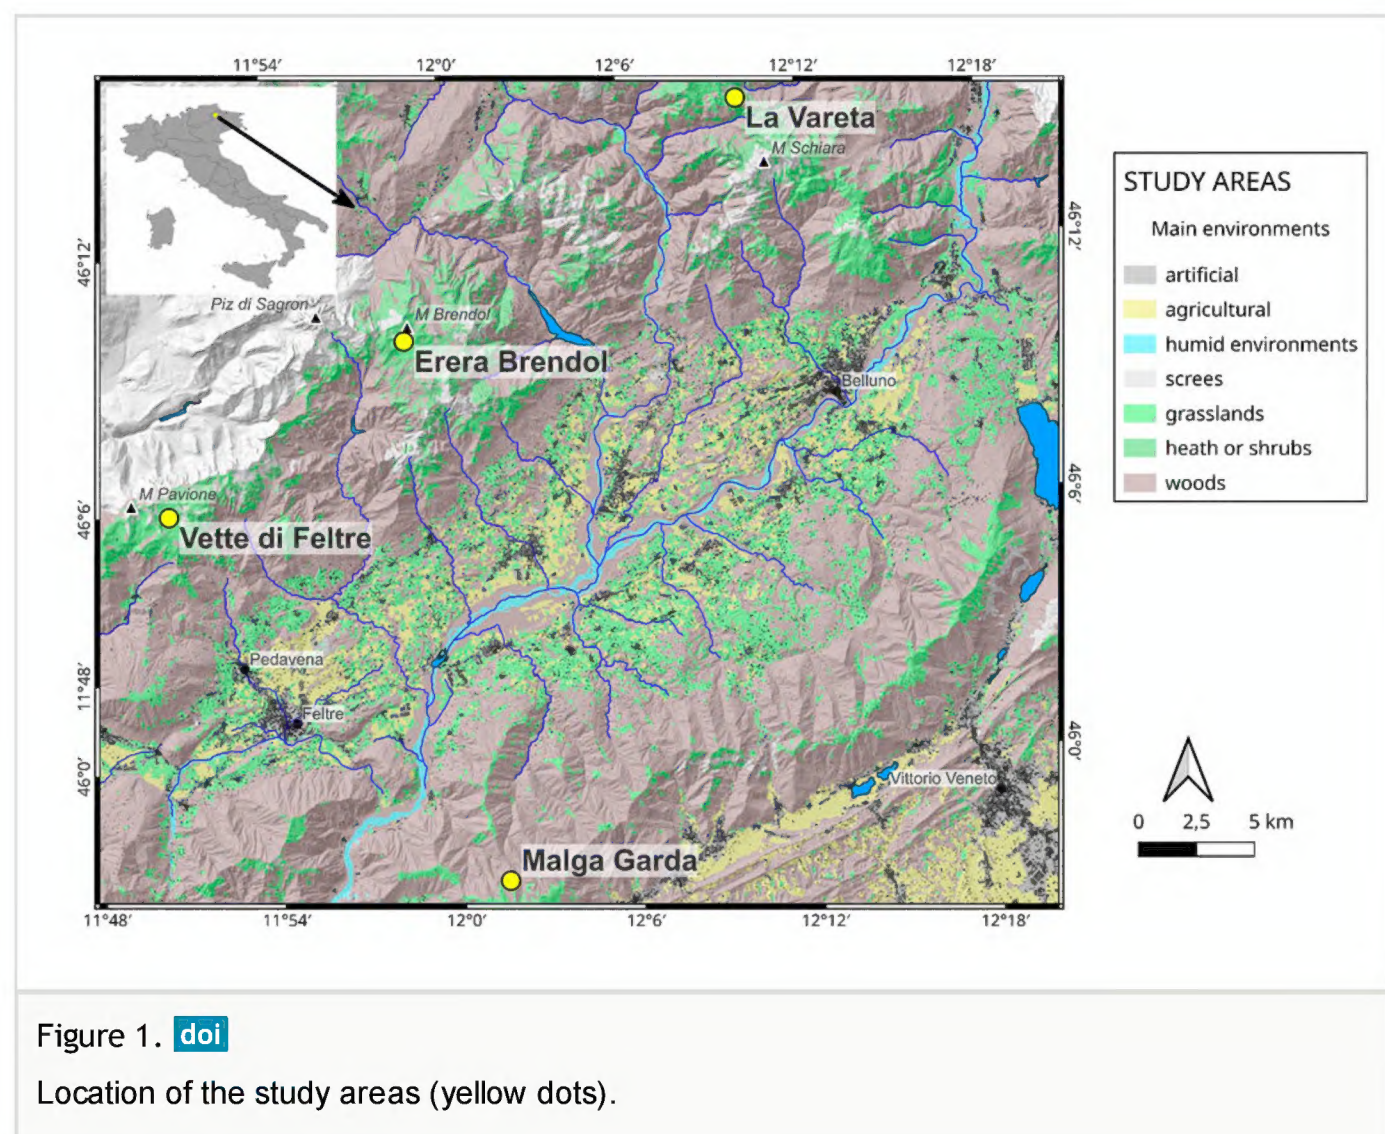 11°54′ 12°0′ 12°6′ 12°12′ 12°18′
La Vareta
M Schiara
46°12′
46°12′
Piz di Sagron
M Brendol
Erera Brendol
Belluno
46°6′
M Pavione
46°6′
Vette di Feltre
Pedavena
11°48′
Feltre
46°0′
46°0′
Vittorio Veneto
Malga Garda
11°48′ 11°54′ 12°0′ 12°6′ 12°12′ 12°18′
STUDY AREAS
Main environments
artificial
agricultural
humid environments
screes
grasslands
heath or shrubs
woods
0 2,5 5 km
Figure 1. doi
Location of the study areas (yellow dots).